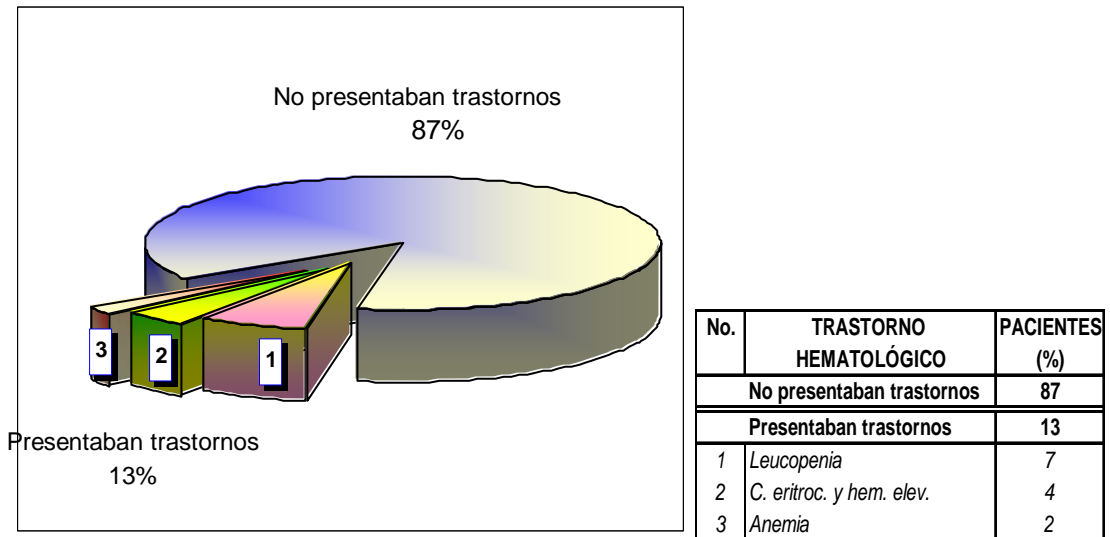 No presentaban trastornos
87%
3
2
1
Presentaban trastornos
13%
No. TRASTORNO HEMATOLÓGICO PACIENTES (%)
No presentaban trastornos 87
Presentaban trastornos 13
1 Leucopenia 7
2 C. eritroc. y hem. elev. 4
3 Anemia 2